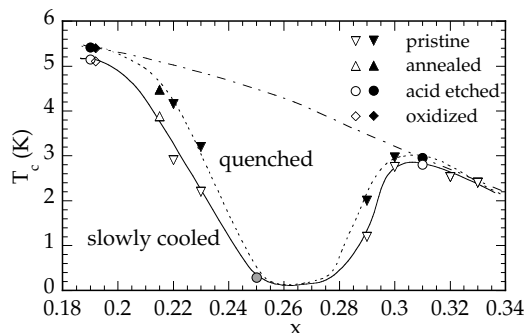 6
5
4
3
2
1
0
T_c (K)
pristine
annealed
acid etched
oxidized
quenched
slowly cooled
0.18 0.2 0.22 0.24 0.26 0.28 0.3 0.32 0.34
x